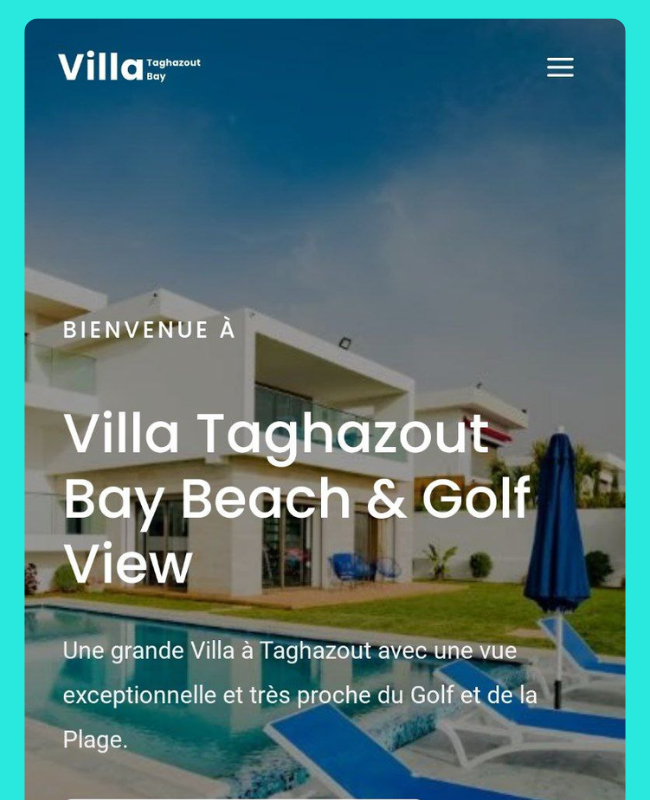 Villa Taghazout
Bay
BIENVENUE À
Villa Taghazout
Bay Beach & Golf
View
Une grande Villa à Taghazout avec une vue
exceptionnelle et très proche du Golf et de la
Plage.